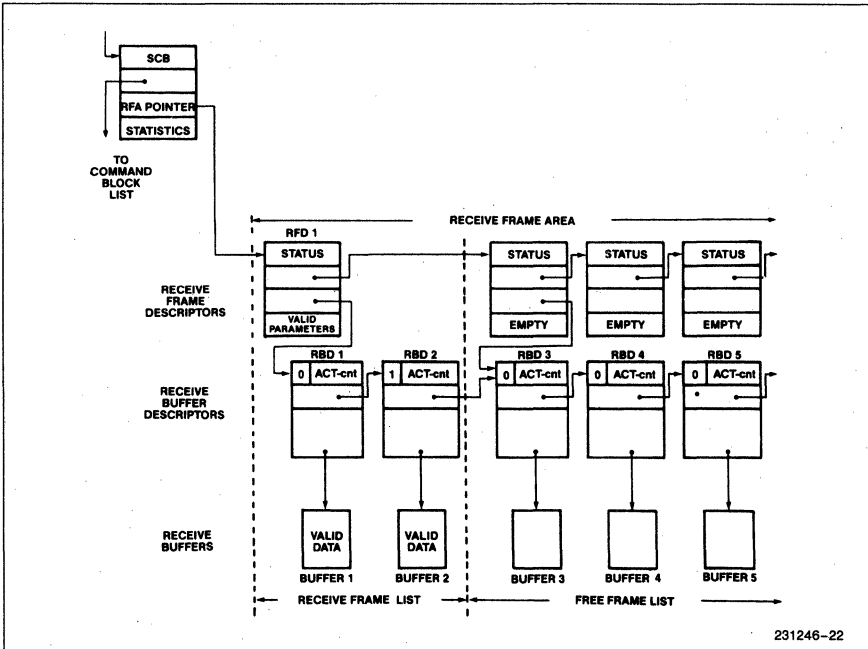 SCB
RFA POINTER
STATISTICS
TO
COMMAND
BLOCK
LIST
RECEIVE FRAME AREA
RFD 1
STATUS
STATUS
STATUS
STATUS
RECEIVE
FRAME
DESCRIPTORS
VALID
PARAMETERS
EMPTY
EMPTY
EMPTY
RBD 1
RBD 2
RBD 3
RBD 4
RBD 5
0 ACT-cnt
1 ACT-cnt
0 ACT-cnt
0 ACT-cnt
0 ACT-cnt
RECEIVE
BUFFER
DESCRIPTORS
RECEIVE
BUFFERS
VALID
DATA
VALID
DATA
BUFFER 1
BUFFER 2
BUFFER 3
BUFFER 4
BUFFER 5
RECEIVE FRAME LIST
FREE FRAME LIST
231246-22